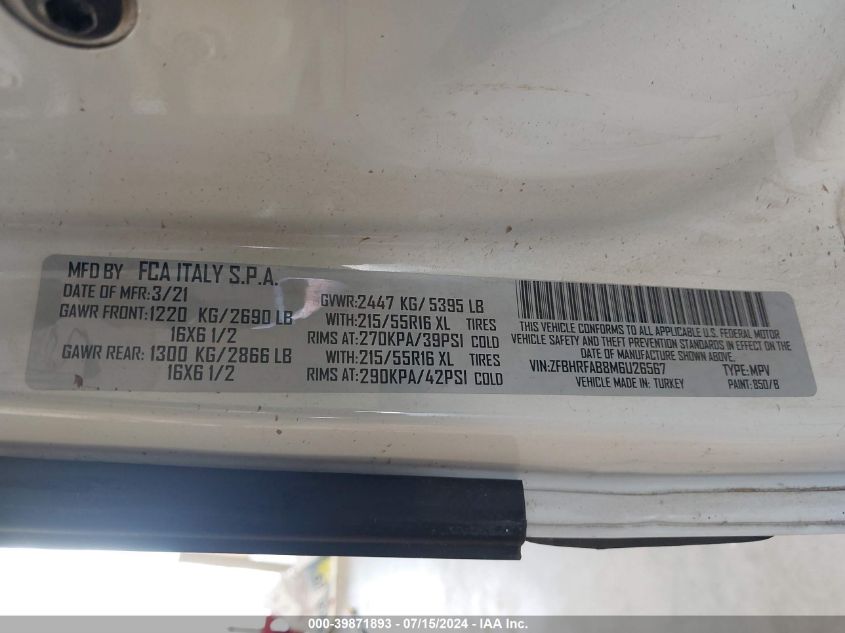 MFD BY FCA ITALY S.P.A.
DATE OF MFR:3/21
GAWR FRONT:1220 KG/2690 LB
16X6 1/2
GAWR REAR: 1300 KG/2866 LB
16X6 1/2
GVWR:2447 KG/ 5395 LB
WITH:215/55R16 XL TIRES
RIMS AT:270KPA/39PSI COLD
WITH:215/55R16 XL TIRES
RIMS AT:290KPA/42PSI COLD
THIS VEHICLE CONFORMS TO ALL APPLICABLE U.S. FEDERAL MOTOR
VEHICLE SAFETY AND THEFT PREVENTION STANDARDS IN EFFECT ON
THE DATE OF MANUFACTURE SHOWN ABOVE.
VIN:ZFBHRFAB8M6U26567 TYPE:MPV
VEHICLE MADE IN: TURKEY PAINT: 850/B
000-39871893 - 07/15/2024 - IAA Inc.